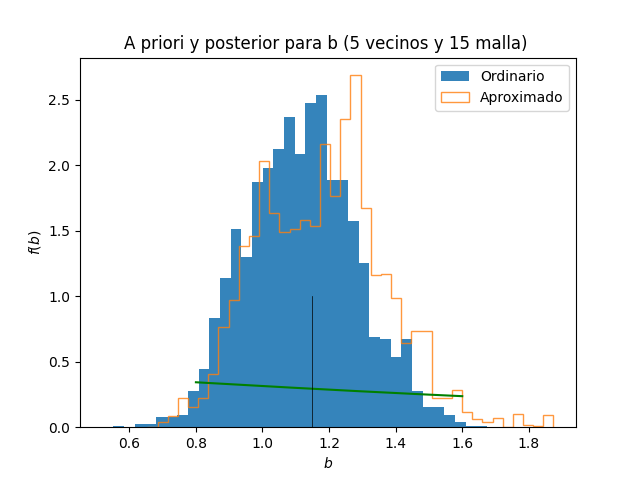 A priori y posterior para b (5 vecinos y 15 malla)
Ordinario
Aproximado
f(b)
2.5
2.0
1.5
1.0
0.5
0.0
0.6 0.8 1.0 1.2 1.4 1.6 1.8
b